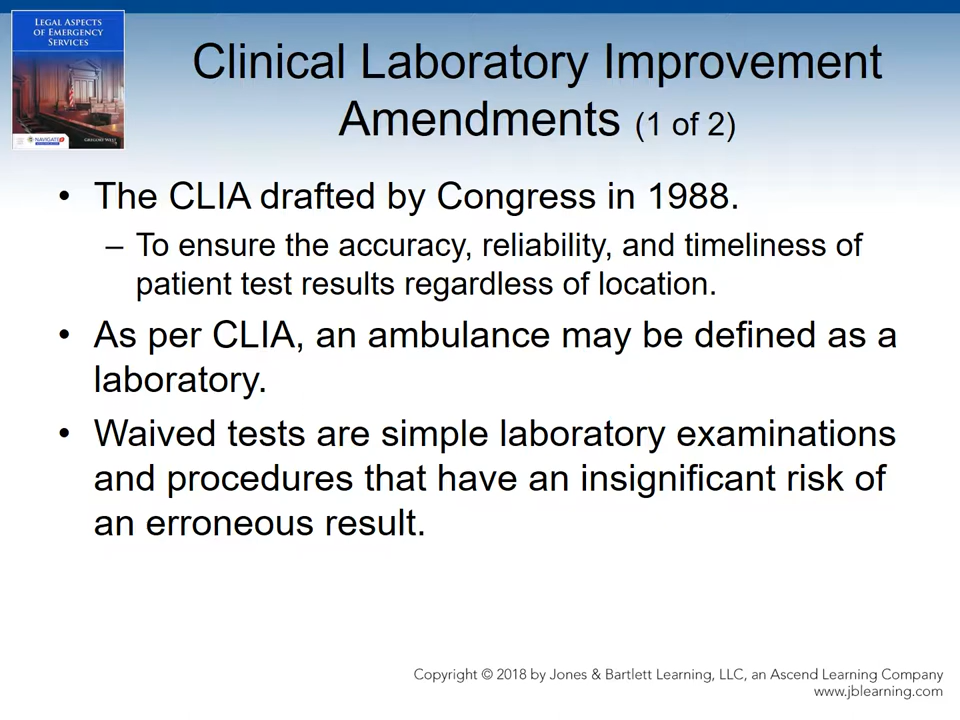 LEGAL ASPECTS
OF EMERGENCY
SERVICES
NAVIGATE
GREGORY WEST
Clinical Laboratory Improvement
Amendments (1 of 2)
• The CLIA drafted by Congress in 1988.
– To ensure the accuracy, reliability, and timeliness of
patient test results regardless of location.
• As per CLIA, an ambulance may be defined as a
laboratory.
• Waived tests are simple laboratory examinations
and procedures that have an insignificant risk of
an erroneous result.
Copyright © 2018 by Jones & Bartlett Learning, LLC, an Ascend Learning Company
www.jblearning.com